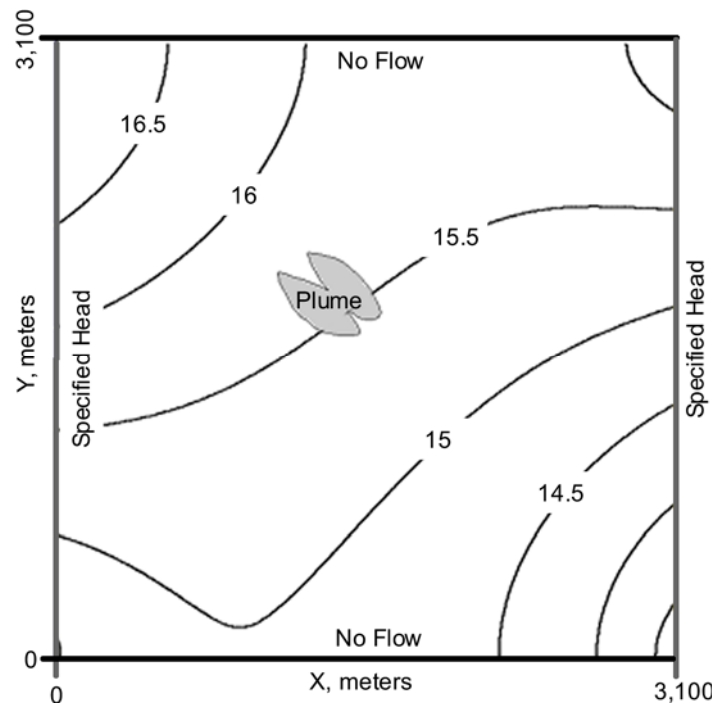 3,100
No Flow
16.5
16
15.5
Plume
Specified Head
Specified Head
Y, meters
15
14.5
No Flow
0
X, meters
0
3,100